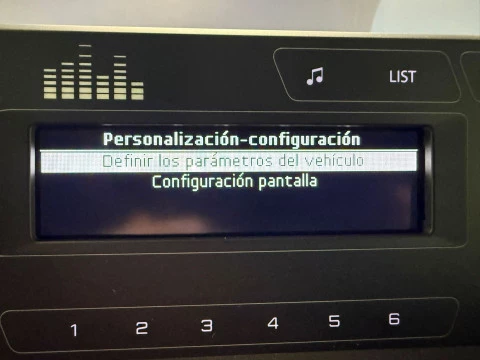 LIST
Personalización-configuración
Definir los parámetros del vehículo
Configuración pantalla
1 2 3 4 5 6